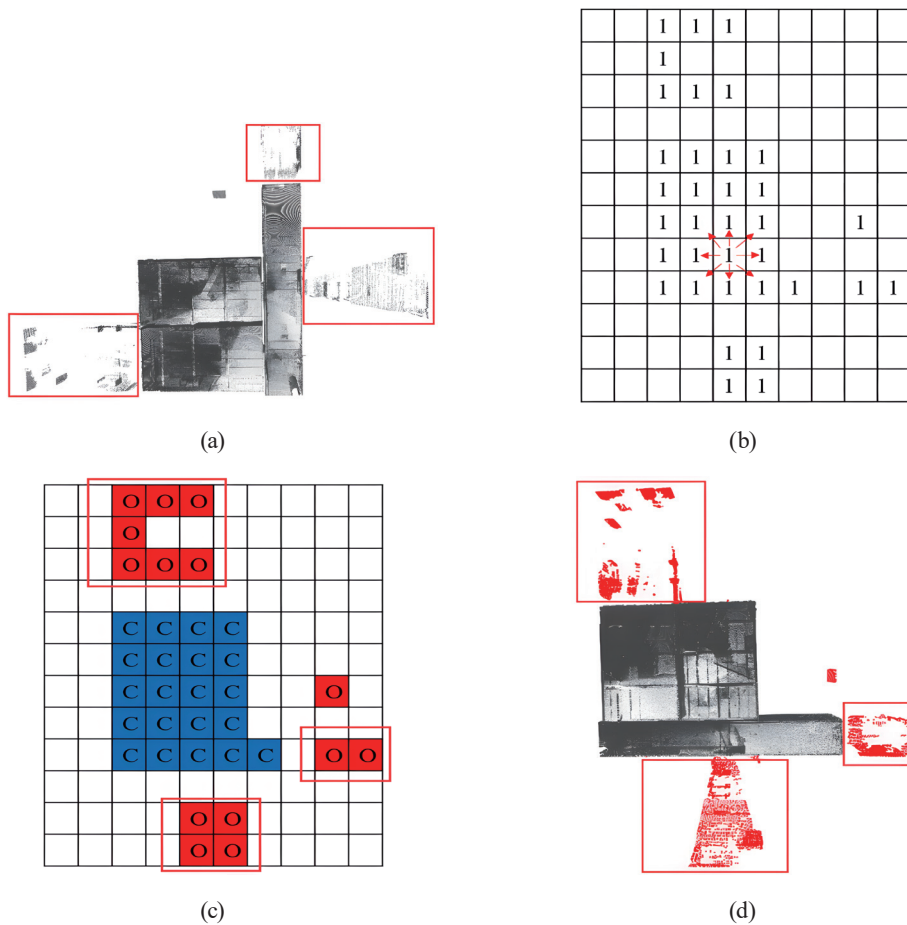 1 1 1
1
1 1 1
1 1 1 1
1 1 1 1
1 1 1 1 1
1 1 1 1
1 1 1 1 1 1 1
1 1
1 1
(a)
(b)
O O O
O
O O O
C C C C
C C C C
C C C C O
C C C C
C C C C C O O
O O
O O
(c)
(d)